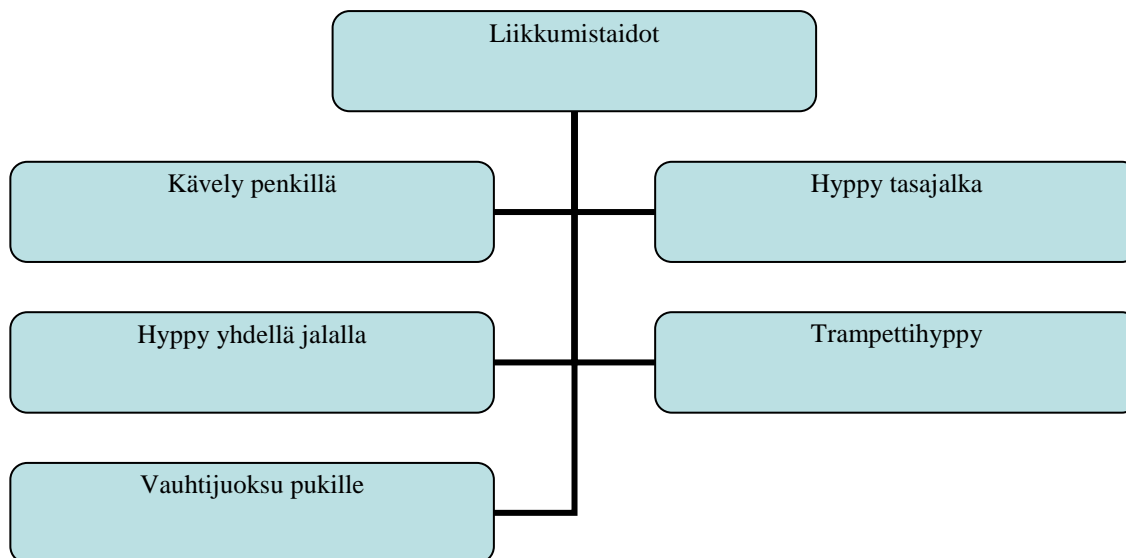 Liikkumistaidot
Kävely penkillä
Hyppy tasajalka
Hyppy yhdellä jalalla
Trampettihyppy
Vauhtijuoksu pukille